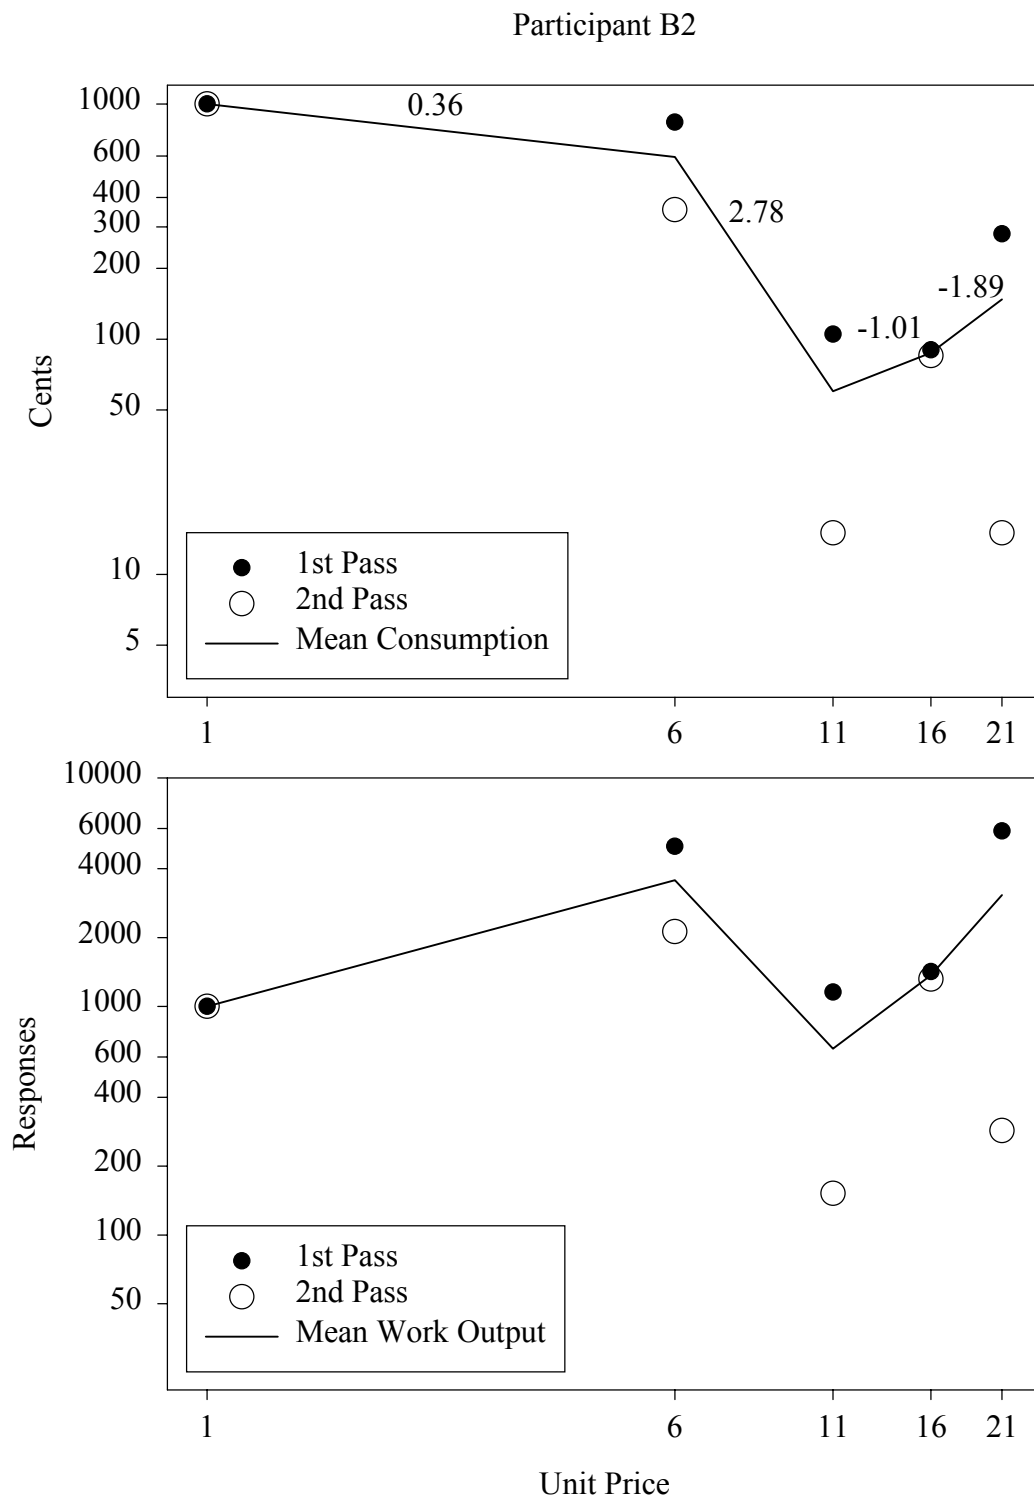 Participant B2
1000
600
400
300
200
100
50
10
5
Cents
0.36
2.78
-1.01
-1.89
1st Pass
2nd Pass
Mean Consumption
1 6 11 16 21
10000
6000
4000
2000
1000
600
400
200
100
50
Responses
1st Pass
2nd Pass
Mean Work Output
1 6 11 16 21
Unit Price